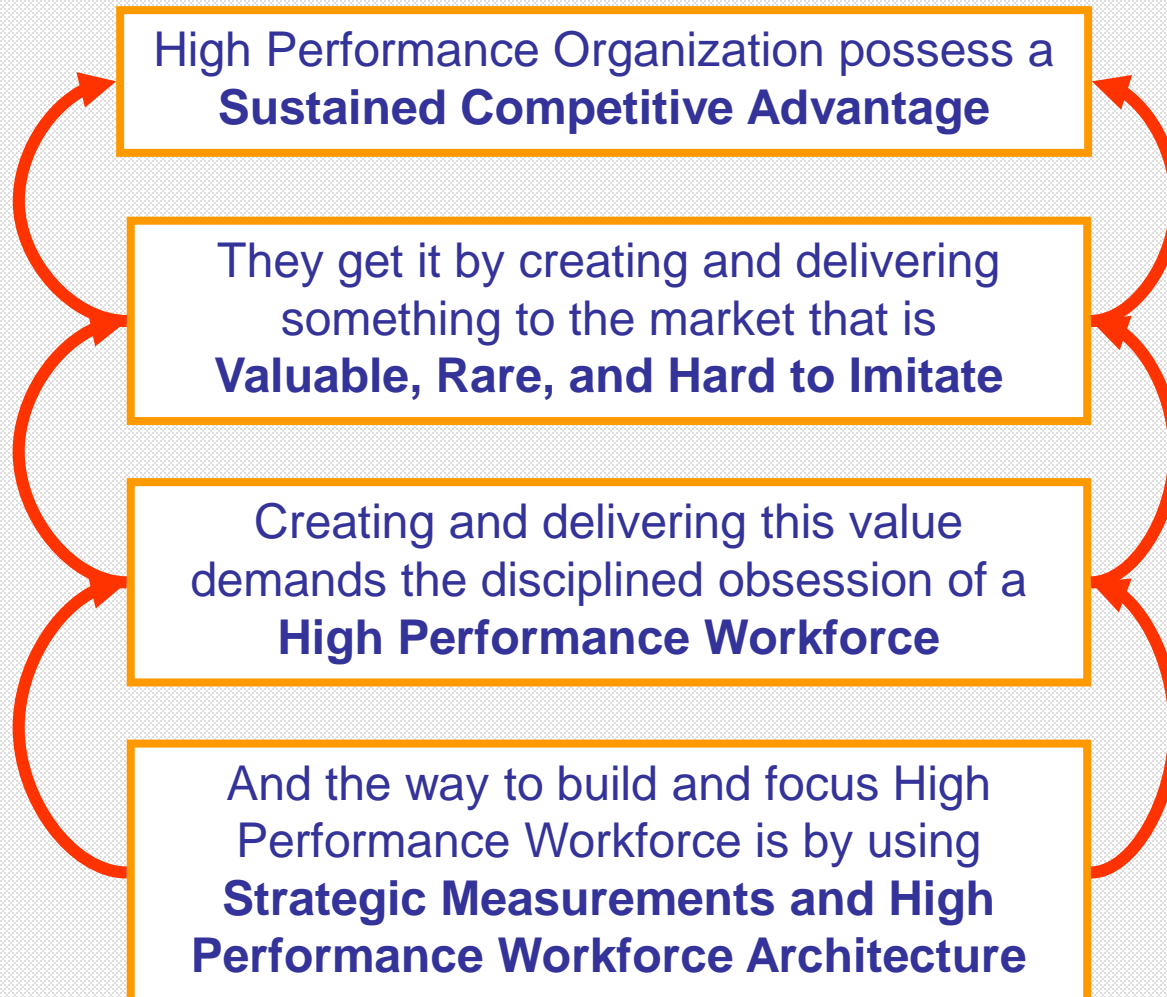 High Performance Organization possess a
Sustained Competitive Advantage
They get it by creating and delivering
something to the market that is
Valuable, Rare, and Hard to Imitate
Creating and delivering this value
demands the disciplined obsession of a
High Performance Workforce
And the way to build and focus High
Performance Workforce is by using
Strategic Measurements and High
Performance Workforce Architecture